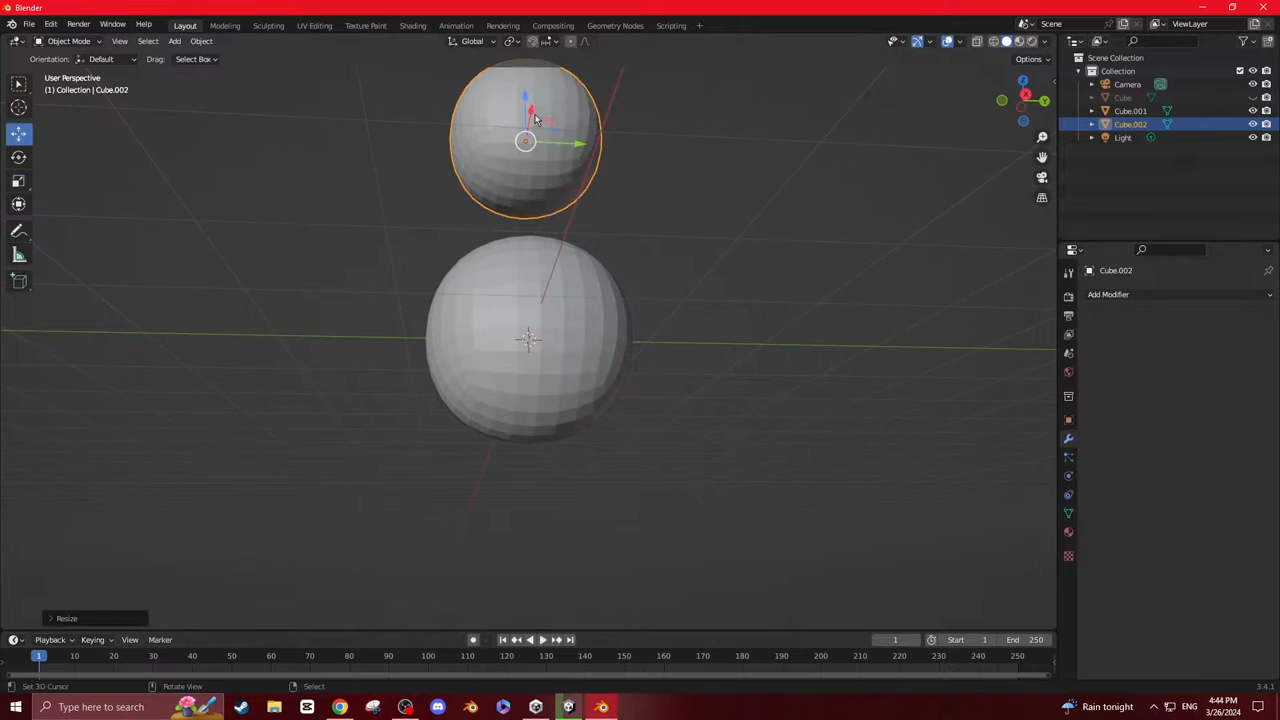 Blender
File Edit Render Window Help Layout Modeling Sculpting UV Editing Texture Paint Shading Animation Rendering Compositing Geometry Nodes Scripting + Scene ViewLayer
Object Mode View Select Add Object Global
Orientation: Default Drag: Select Box Options
User Perspective
(1) Collection | Cube.002
Z
Y
X
Scene Collection
Collection
Camera
Cube
Cube.001
Cube.002
Light
Cube.002
Add Modifier
Resize
Playback Keying View Marker 1 Start 1 End 250
1 10 20 30 40 50 60 70 80 90 100 110 120 130 140 150 160 170 180 190 200 210 220 230 240 250
Set 3D Cursor Rotate View Select 3.4.1
Type here to search Rain tonight 4:44 PM
3/26/2024